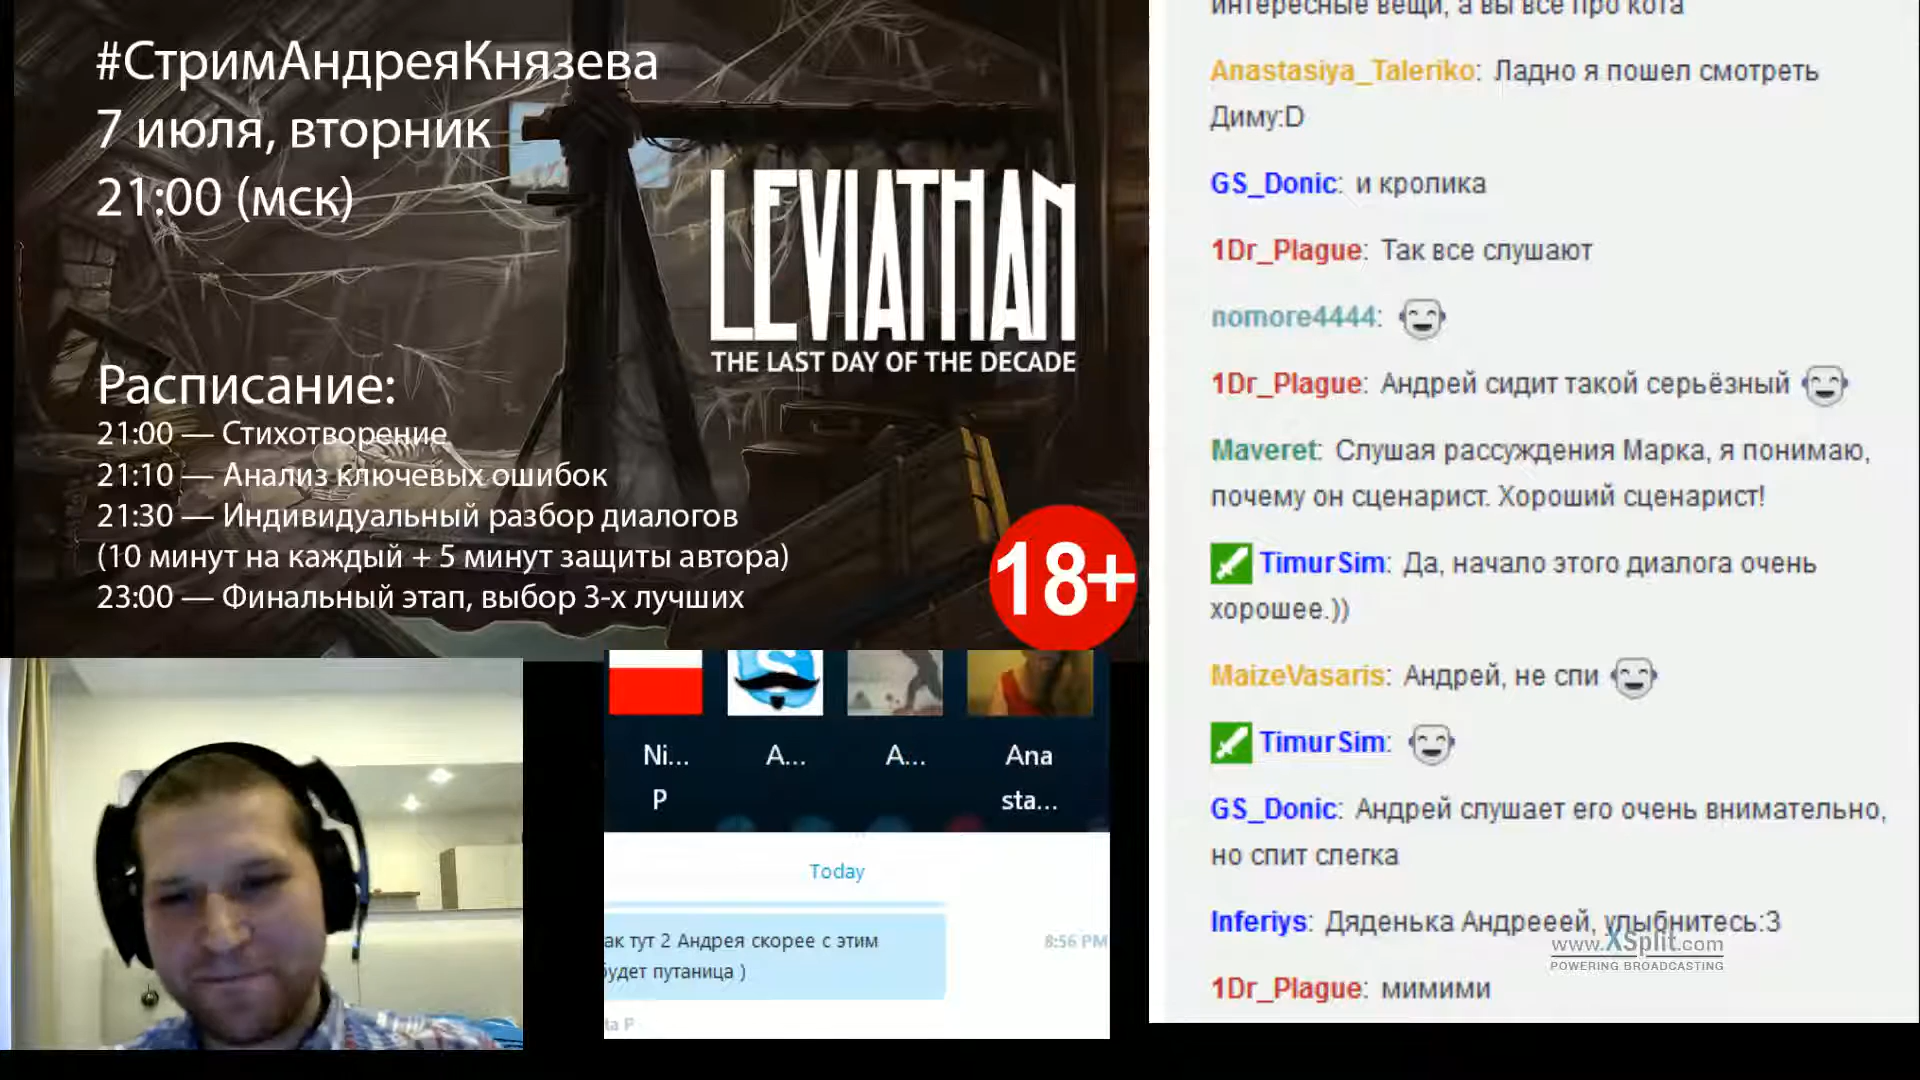 #СтримАндреяКнязева
7 июля, вторник
21:00 (мск)
LEVIATHAN
THE LAST DAY OF THE DECADE
Расписание:
21:00 — Стихотворение
21:10 — Анализ ключевых ошибок
21:30 — Индивидуальный разбор диалогов
(10 минут на каждый + 5 минут защиты автора)
23:00 — Финальный этап, выбор 3-х лучших
18+
Ni...
P
A...
A...
Ana
sta...
Today
ак тут 2 Андрея скорее с этим
будет путаница )
8:56 PM
ta P
интересные вещи, а вы все про кота
Anastasiya_Taleriko: Ладно я пошел смотреть
Диму:D
GS_Donic: и кролика
1Dr_Plague: Так все слушают
nomore4444:
1Dr_Plague: Андрей сидит такой серьёзный
Maveret: Слушая рассуждения Марка, я понимаю,
почему он сценарист. Хороший сценарист!
TimurSim: Да, начало этого диалога очень
хорошее.))
MaizeVasaris: Андрей, не спи
TimurSim:
GS_Donic: Андрей слушает его очень внимательно,
но спит слегка
Inferiys: Дяденька Андрееей, улыбнитесь:3
www.XSplit.com
POWERING BROADCASTING
1Dr_Plague: мимими